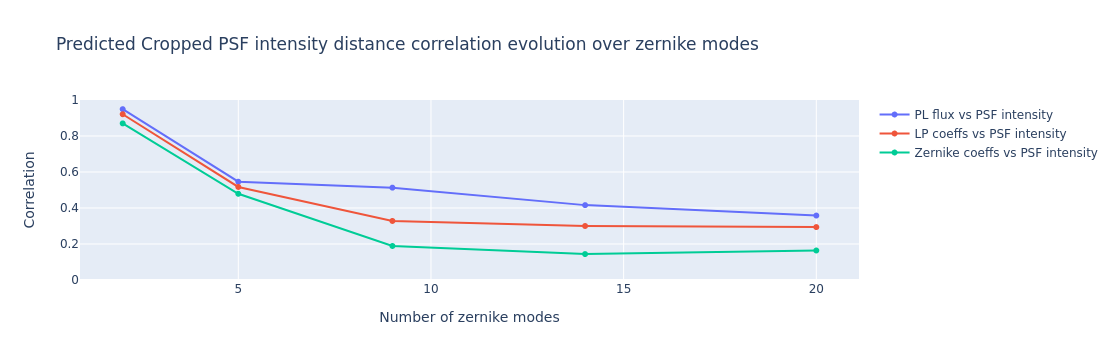 Predicted Cropped PSF intensity distance correlation evolution over zernike modes
1
0.8
0.6
0.4
0.2
0
Correlation
5
10
15
20
Number of zernike modes
PL flux vs PSF intensity
LP coeffs vs PSF intensity
Zernike coeffs vs PSF intensity